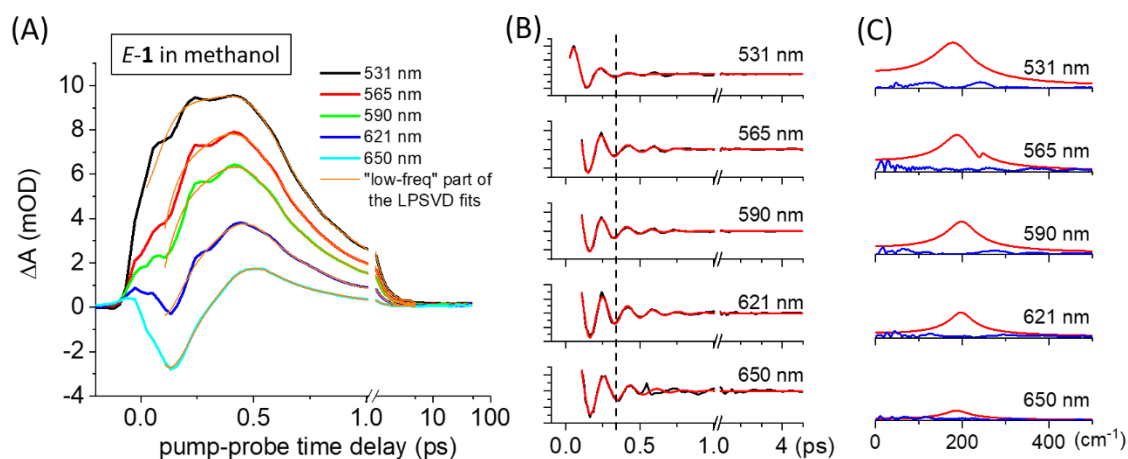 (A)
E-1 in methanol
531 nm
565 nm
590 nm
621 nm
650 nm
"low-freq" part of
the LPSVD fits
ΔA (mOD)
10
8
6
4
2
0
-2
-4
0.0 0.5 1.0 10 100
pump-probe time delay (ps)
(B)
531 nm
565 nm
590 nm
621 nm
650 nm
0.0 0.5 1.0 4 (ps)
(C)
531 nm
565 nm
590 nm
621 nm
650 nm
0 200 400 (cm⁻¹)